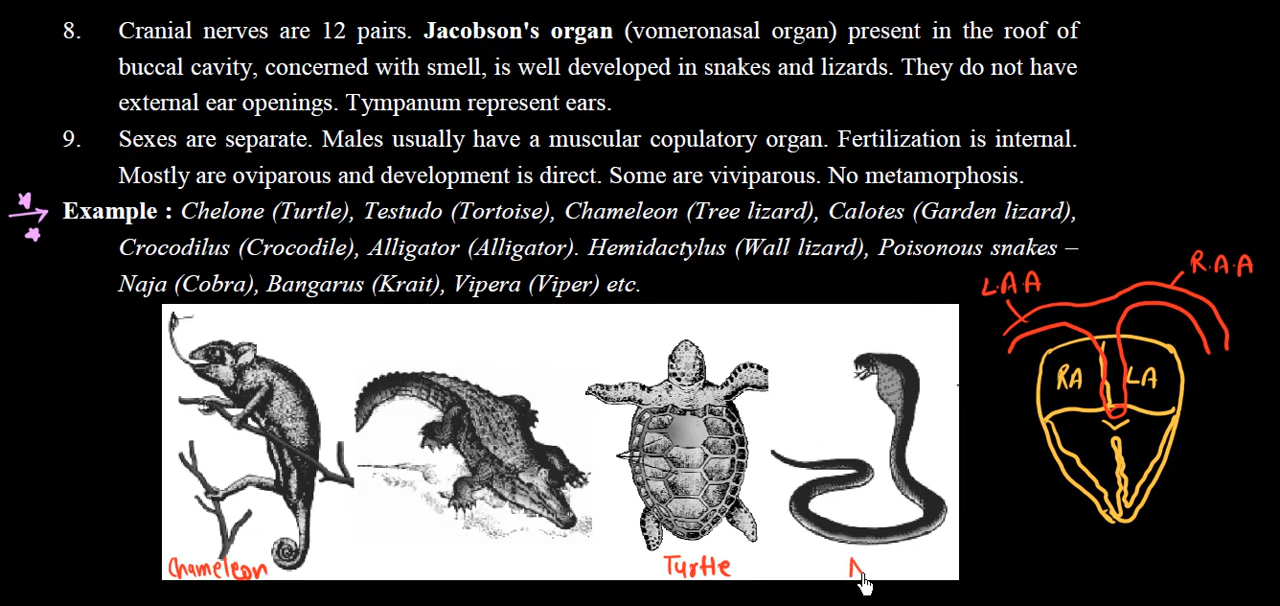 8. Cranial nerves are 12 pairs. Jacobson's organ (vomeronasal organ) present in the roof of
buccal cavity, concerned with smell, is well developed in snakes and lizards. They do not have
external ear openings. Tympanum represent ears.
9. Sexes are separate. Males usually have a muscular copulatory organ. Fertilization is internal.
Mostly are oviparous and development is direct. Some are viviparous. No metamorphosis.
Example : Chelone (Turtle), Testudo (Tortoise), Chameleon (Tree lizard), Calotes (Garden lizard),
Crocodilus (Crocodile), Alligator (Alligator). Hemidactylus (Wall lizard), Poisonous snakes –
Naja (Cobra), Bangarus (Krait), Vipera (Viper) etc.
R.A.A
L.A.A
RA LA
Chameleon
Turtle